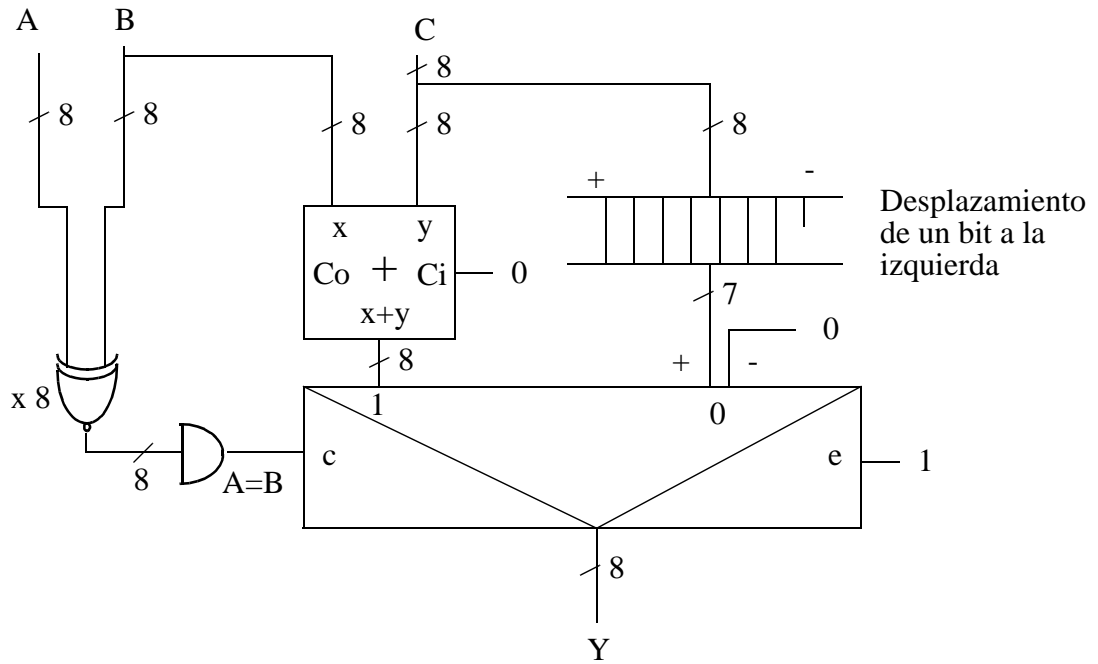 A
B
C
8
8
8
8
8
8
+
-
Desplazamiento
de un bit a la
izquierda
x
y
Co + Ci
0
x+y
7
8
0
+
-
x 8
1
0
c
e
1
8
A=B
8
Y